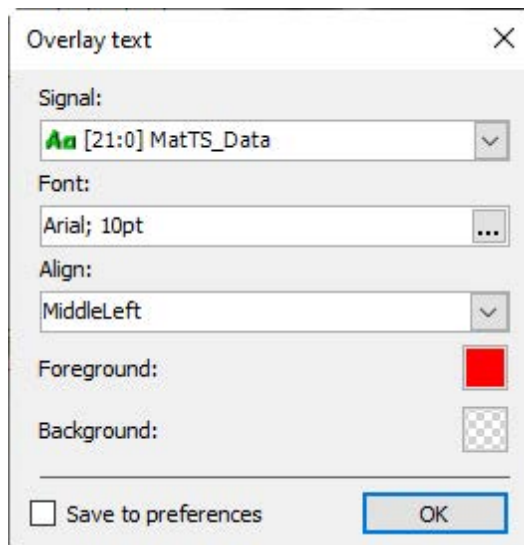 Overlay text
Signal:
Aa [21:0] MatTS_Data
Font:
Arial; 10pt
...
Align:
MiddleLeft
Foreground:
Background:
Save to preferences
OK